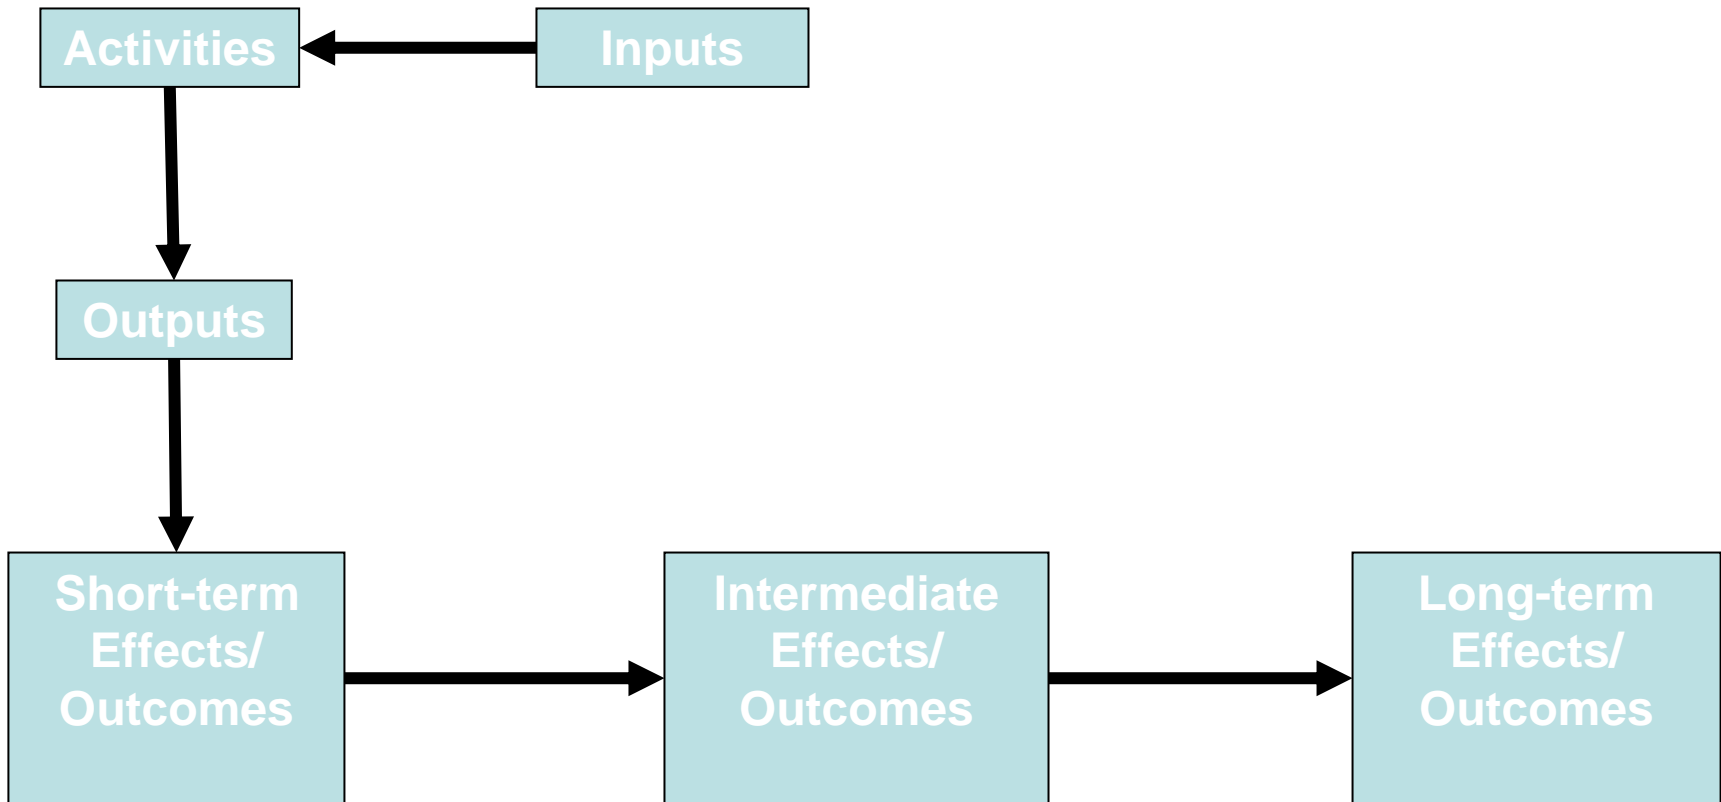 Activities
Inputs
Outputs
Short-term
Effects/
Outcomes
Intermediate
Effects/
Outcomes
Long-term
Effects/
Outcomes